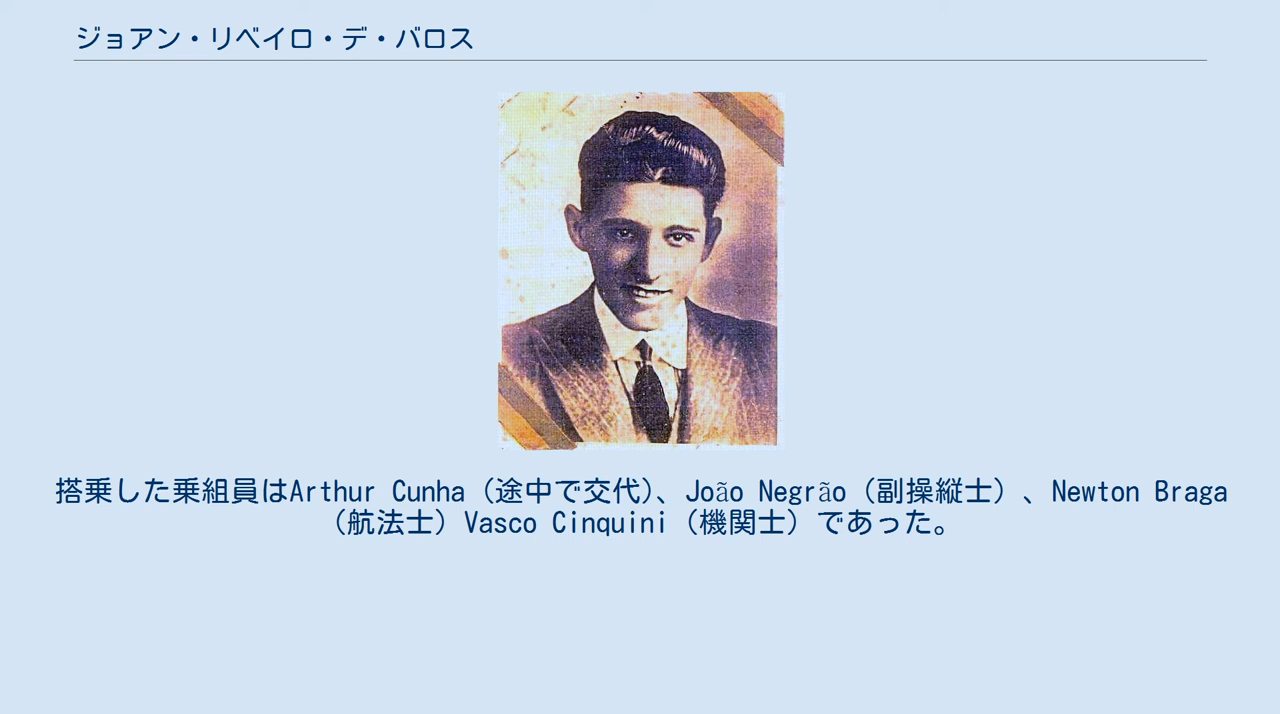 ジョアン・リベイロ・デ・バロス
搭乗した乗組員はArthur Cunha（途中で交代）、João Negrão（副操縦士）、Newton Braga
（航法士）Vasco Cinquini（機関士）であった。